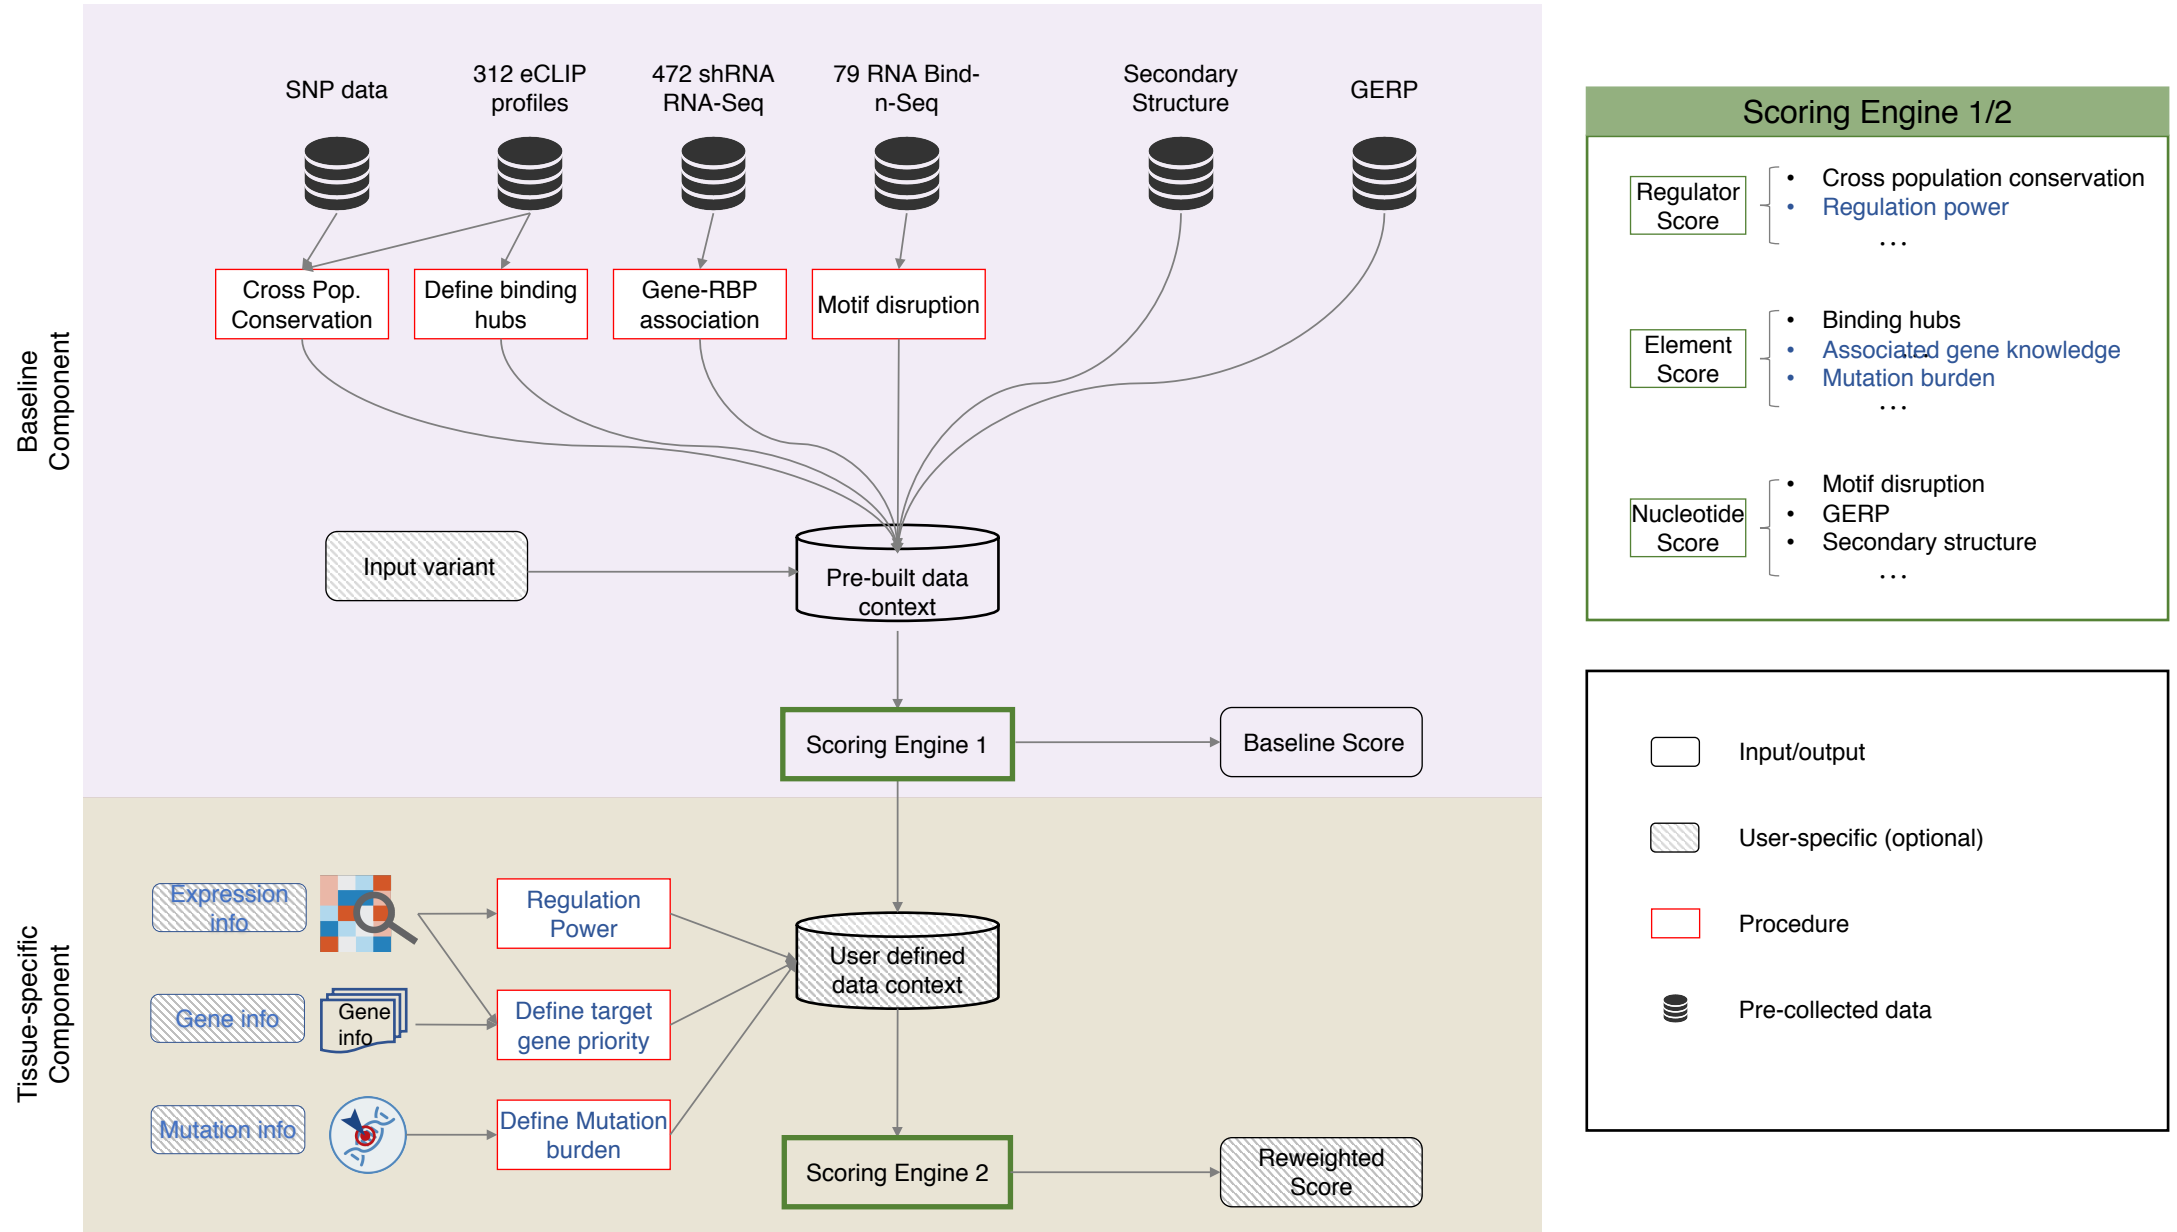 SNP data
312 eCLIP
profiles
472 shRNA
RNA-Seq
79 RNA Bind-
n-Seq
Secondary
Structure
GERP
Cross Pop.
Conservation
Define binding
hubs
Gene-RBP
association
Motif disruption
Baseline
Component
Input variant
Pre-built data
context
Scoring Engine 1
Baseline Score
Tissue-specific
Component
Expression
info
Regulation
Power
User defined
data context
Gene info
Gene
info
Define target
gene priority
Mutation info
Define Mutation
burden
Scoring Engine 2
Reweighted
Score
Scoring Engine 1/2
Regulator
Score
• Cross population conservation
• Regulation power
...
Element
Score
• Binding hubs
• Associated gene knowledge
...
• Mutation burden
...
Nucleotide
Score
• Motif disruption
• GERP
• Secondary structure
...
Input/output
User-specific (optional)
Procedure
Pre-collected data